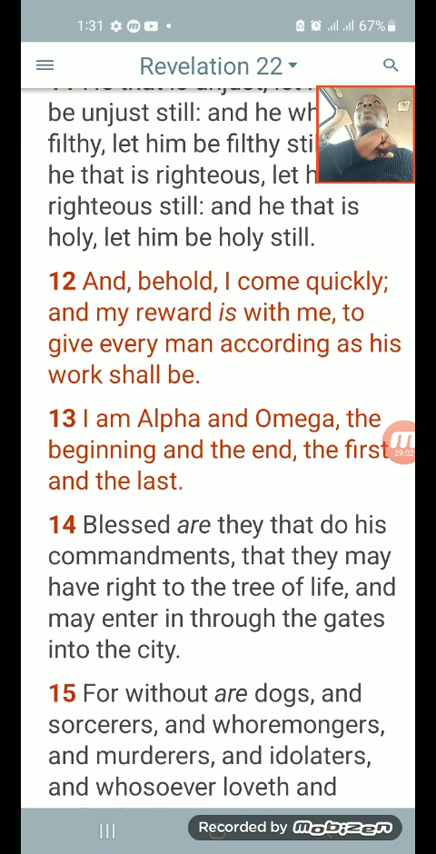 1:31
67%
Revelation 22
be unjust still: and he wh
filthy, let him be filthy sti
he that is righteous, let h
righteous still: and he that is
holy, let him be holy still.
12 And, behold, I come quickly;
and my reward is with me, to
give every man according as his
work shall be.
13 I am Alpha and Omega, the
beginning and the end, the first
and the last.
29:02
14 Blessed are they that do his
commandments, that they may
have right to the tree of life, and
may enter in through the gates
into the city.
15 For without are dogs, and
sorcerers, and whoremongers,
and murderers, and idolaters,
and whosoever loveth and
Recorded by mobizen